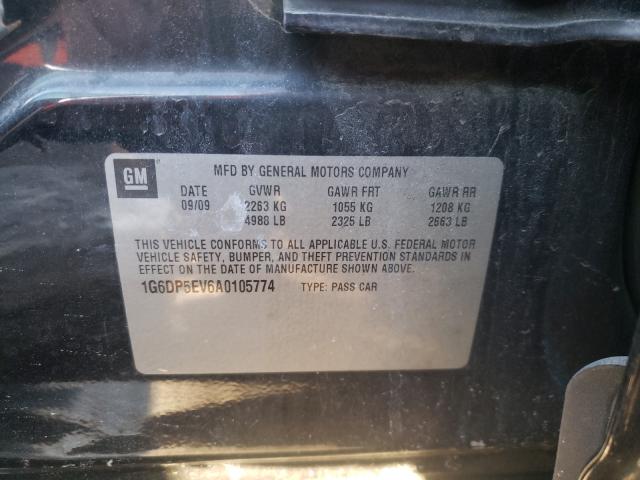 GM
MFD BY GENERAL MOTORS COMPANY
DATE GVWR GAWR FRT GAWR RR
09/09 2263 KG 1055 KG 1208 KG
4988 LB 2325 LB 2663 LB
THIS VEHICLE CONFORMS TO ALL APPLICABLE U.S. FEDERAL MOTOR
VEHICLE SAFETY, BUMPER, AND THEFT PREVENTION STANDARDS IN
EFFECT ON THE DATE OF MANUFACTURE SHOWN ABOVE.
1G6DP5EV6A0105774 TYPE: PASS CAR